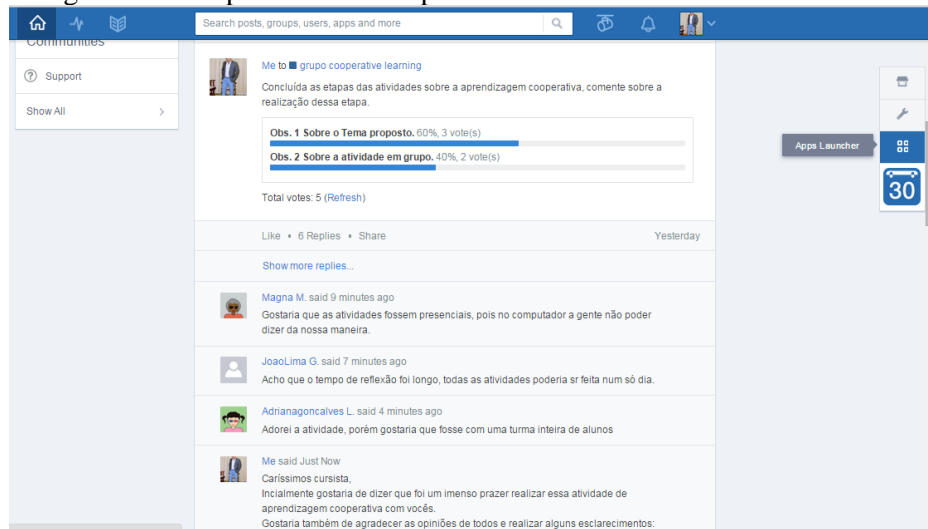 Search posts, groups, users, apps and more
Communities
Support
Show All
Me to grupo cooperative learning
Concluída as etapas das atividades sobre a aprendizagem cooperativa, comente sobre a
realização dessa etapa.
Obs. 1 Sobre o Tema proposto. 60%, 3 vote(s)
Obs. 2 Sobre a atividade em grupo. 40%, 2 vote(s)
Total votes: 5 (Refresh)
Like • 6 Replies • Share Yesterday
Show more replies...
Magna M. said 9 minutes ago
Gostaria que as atividades fossem presenciais, pois no computador a gente não poder
dizer da nossa maneira.
JoaoLima G. said 7 minutes ago
Acho que o tempo de reflexão foi longo, todas as atividades poderia sr feita num só dia.
Adrianagoncalves L. said 4 minutes ago
Adorei a atividade, porém gostaria que fosse com uma turma inteira de alunos
Me said Just Now
Caríssimos cursista,
Incialmente gostaria de dizer que foi um imenso prazer realizar essa atividade de
aprendizagem cooperativa com vocês.
Gostaria também de agradecer as opiniões de todos e realizar alguns esclarecimentos:
Apps Launcher
30